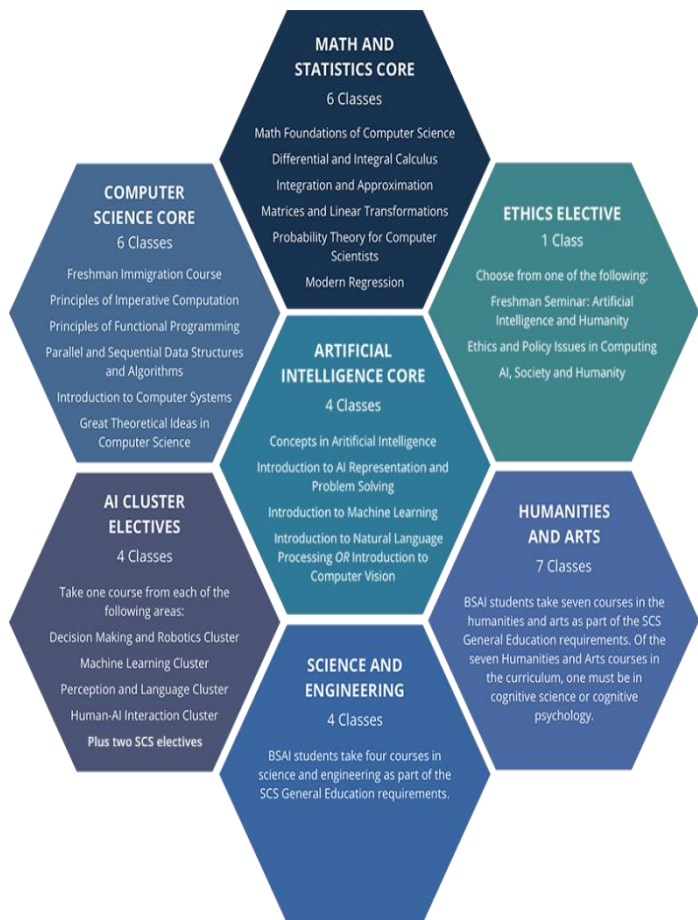 MATH AND
STATISTICS CORE
6 Classes
Math Foundations of Computer Science
Differential and Integral Calculus
Integration and Approximation
Matrices and Linear Transformations
Probability Theory for Computer
Scientists
Modern Regression
COMPUTER
SCIENCE CORE
6 Classes
Freshman Immigration Course
Principles of Imperative Computation
Principles of Functional Programming
Parallel and Sequential Data Structures
and Algorithms
Introduction to Computer Systems
Great Theoretical Ideas in
Computer Science
ETHICS ELECTIVE
1 Class
Choose from one of the following:
Freshman Seminar: Artificial
Intelligence and Humanity
Ethics and Policy Issues in Computing
AI, Society and Humanity
ARTIFICIAL
INTELLIGENCE CORE
4 Classes
Concepts in Aritificial Intelligence
Introduction to AI Representation and
Problem Solving
Introduction to Machine Learning
Introduction to Natural Language
Processing OR Introduction to
Computer Vision
AI CLUSTER
ELECTIVES
4 Classes
Take one course from each of the
following areas:
Decision Making and Robotics Cluster
Machine Learning Cluster
Perception and Language Cluster
Human-AI Interaction Cluster
Plus two SCS electives
HUMANITIES
AND ARTS
7 Classes
BSAI students take seven courses in the
humanities and arts as part of the SCS
General Education requirements. Of the
seven Humanities and Arts courses in
the curriculum, one must be in
cognitive science or cognitive
psychology.
SCIENCE AND
ENGINEERING
4 Classes
BSAI students take four courses in
science and engineering as part of the
SCS General Education requirements.